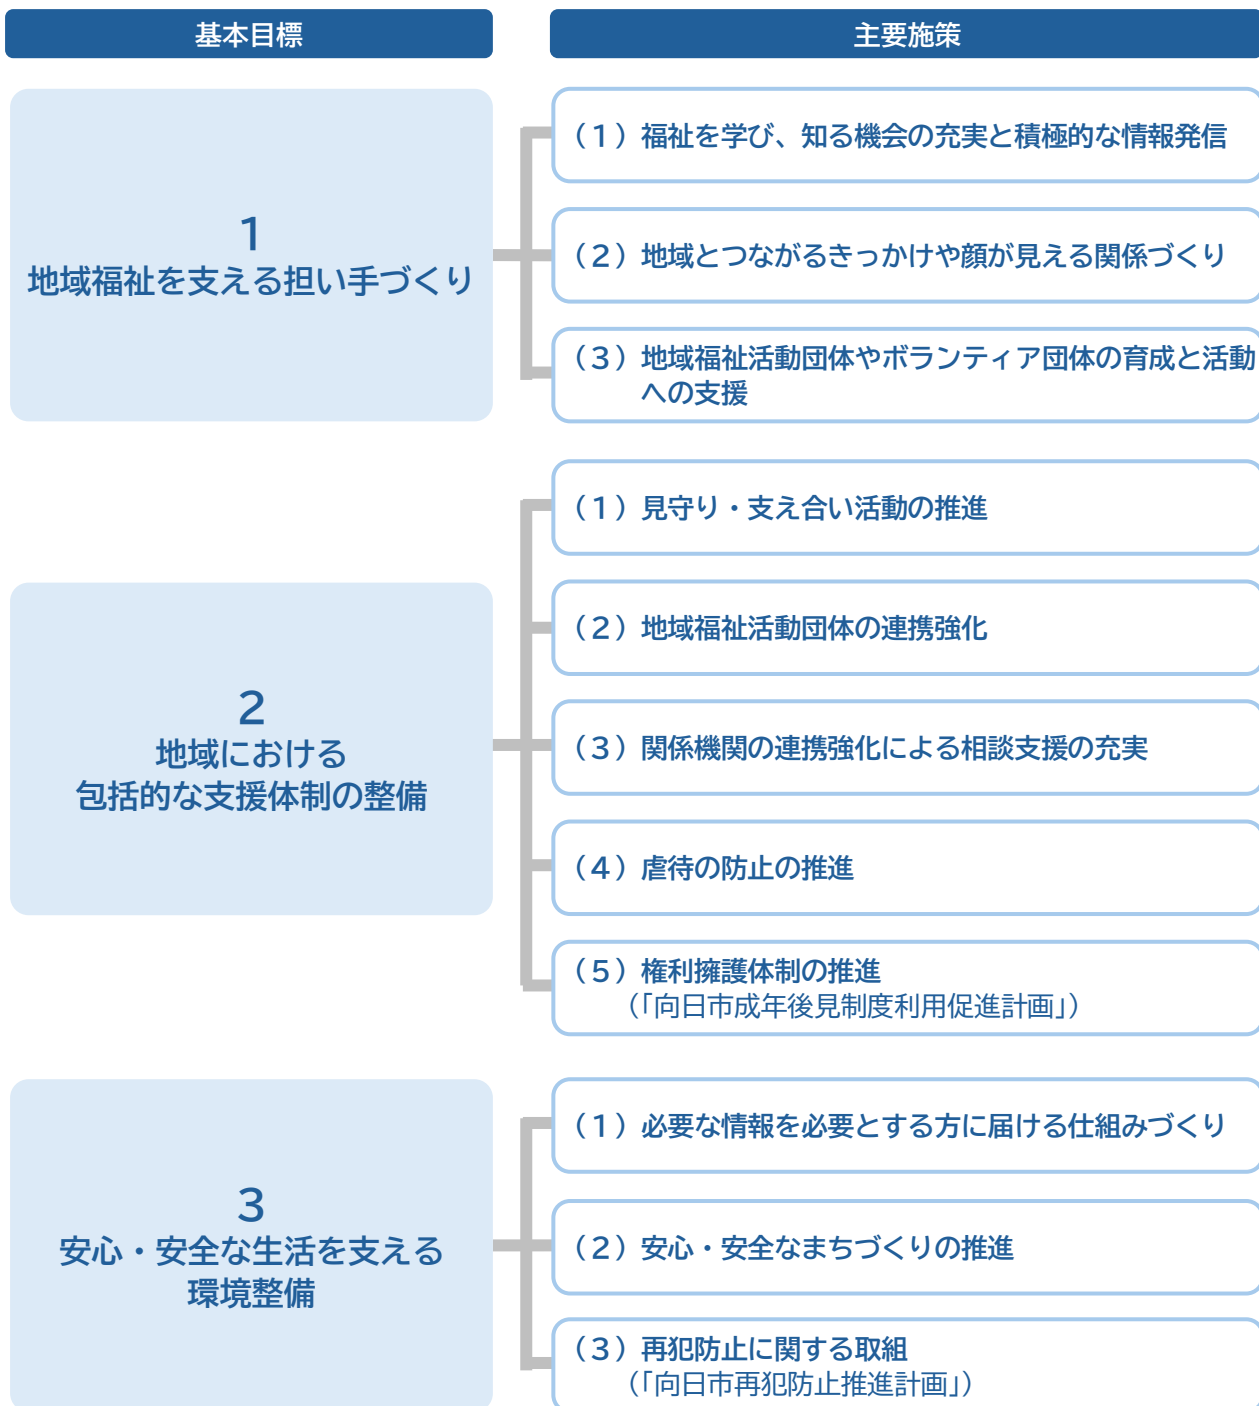 基本目標
主要施策
1
地域福祉を支える担い手づくり
（1）福祉を学び、知る機会の充実と積極的な情報発信
（2）地域とつながるきっかけや顔が見える関係づくり
（3）地域福祉活動団体やボランティア団体の育成と活動
への支援
2
地域における
包括的な支援体制の整備
（1）見守り・支え合い活動の推進
（2）地域福祉活動団体の連携強化
（3）関係機関の連携強化による相談支援の充実
（4）虐待の防止の推進
（5）権利擁護体制の推進
（「向日市成年後見制度利用促進計画」）
3
安心・安全な生活を支える
環境整備
（1）必要な情報を必要とする方に届ける仕組みづくり
（2）安心・安全なまちづくりの推進
（3）再犯防止に関する取組
（「向日市再犯防止推進計画」）